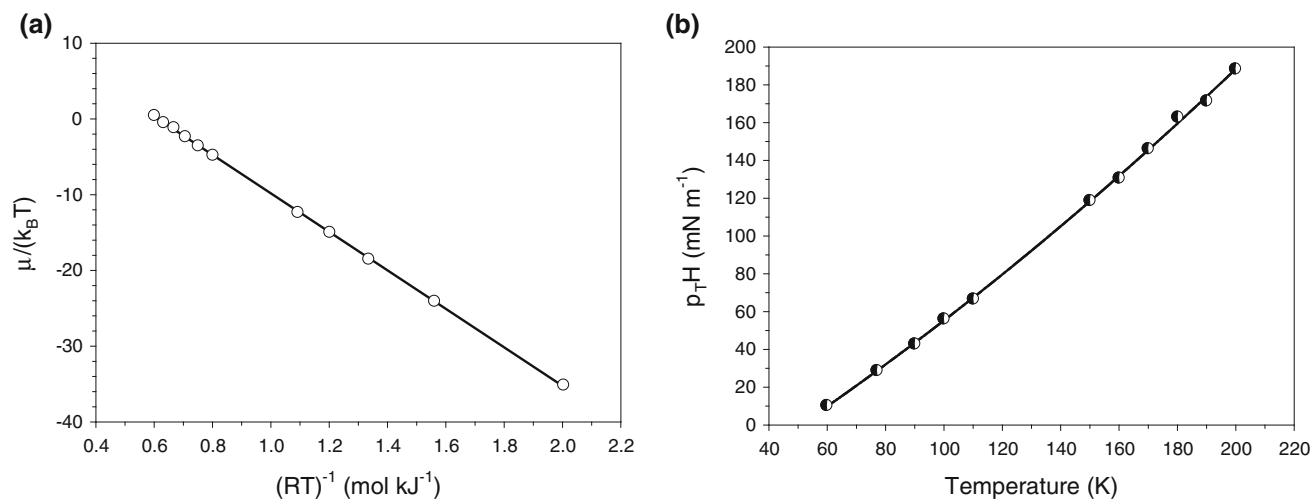 (a)
10
0
-10
-20
-30
-40
μ/(k_BT)
0.4 0.6 0.8 1.0 1.2 1.4 1.6 1.8 2.0 2.2
(RT)⁻¹ (mol kJ⁻¹)
(b)
200
180
160
140
120
100
80
60
40
20
0
p_TH (mN m⁻¹)
40 60 80 100 120 140 160 180 200 220
Temperature (K)